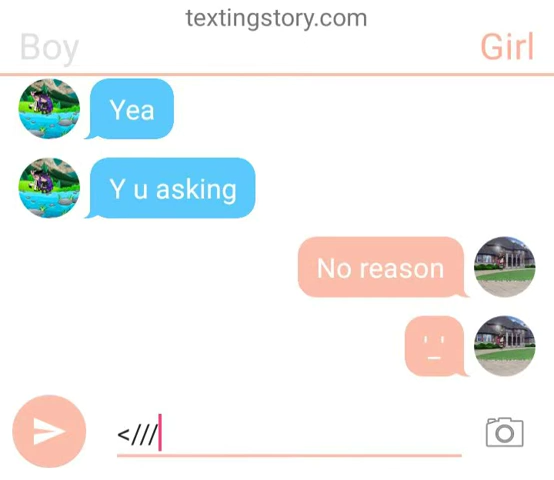 textingstory.com
Boy
Girl
Yea
Y u asking
No reason
' '
_
<///